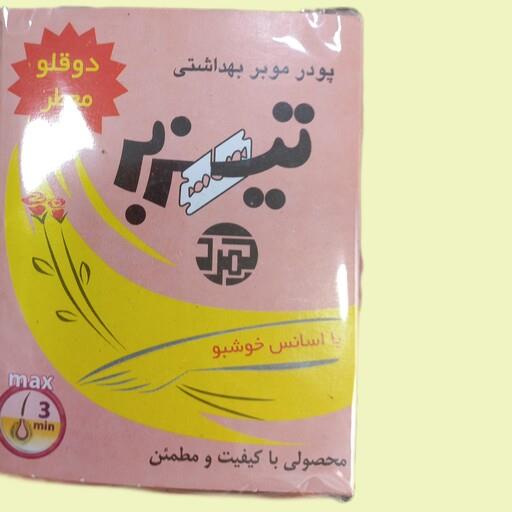 دوقلو
معطر
پودر موبر بهداشتی
تیزبر
با اسانس خوشبو
max
3
min
محصولی با کیفیت و مطمئن